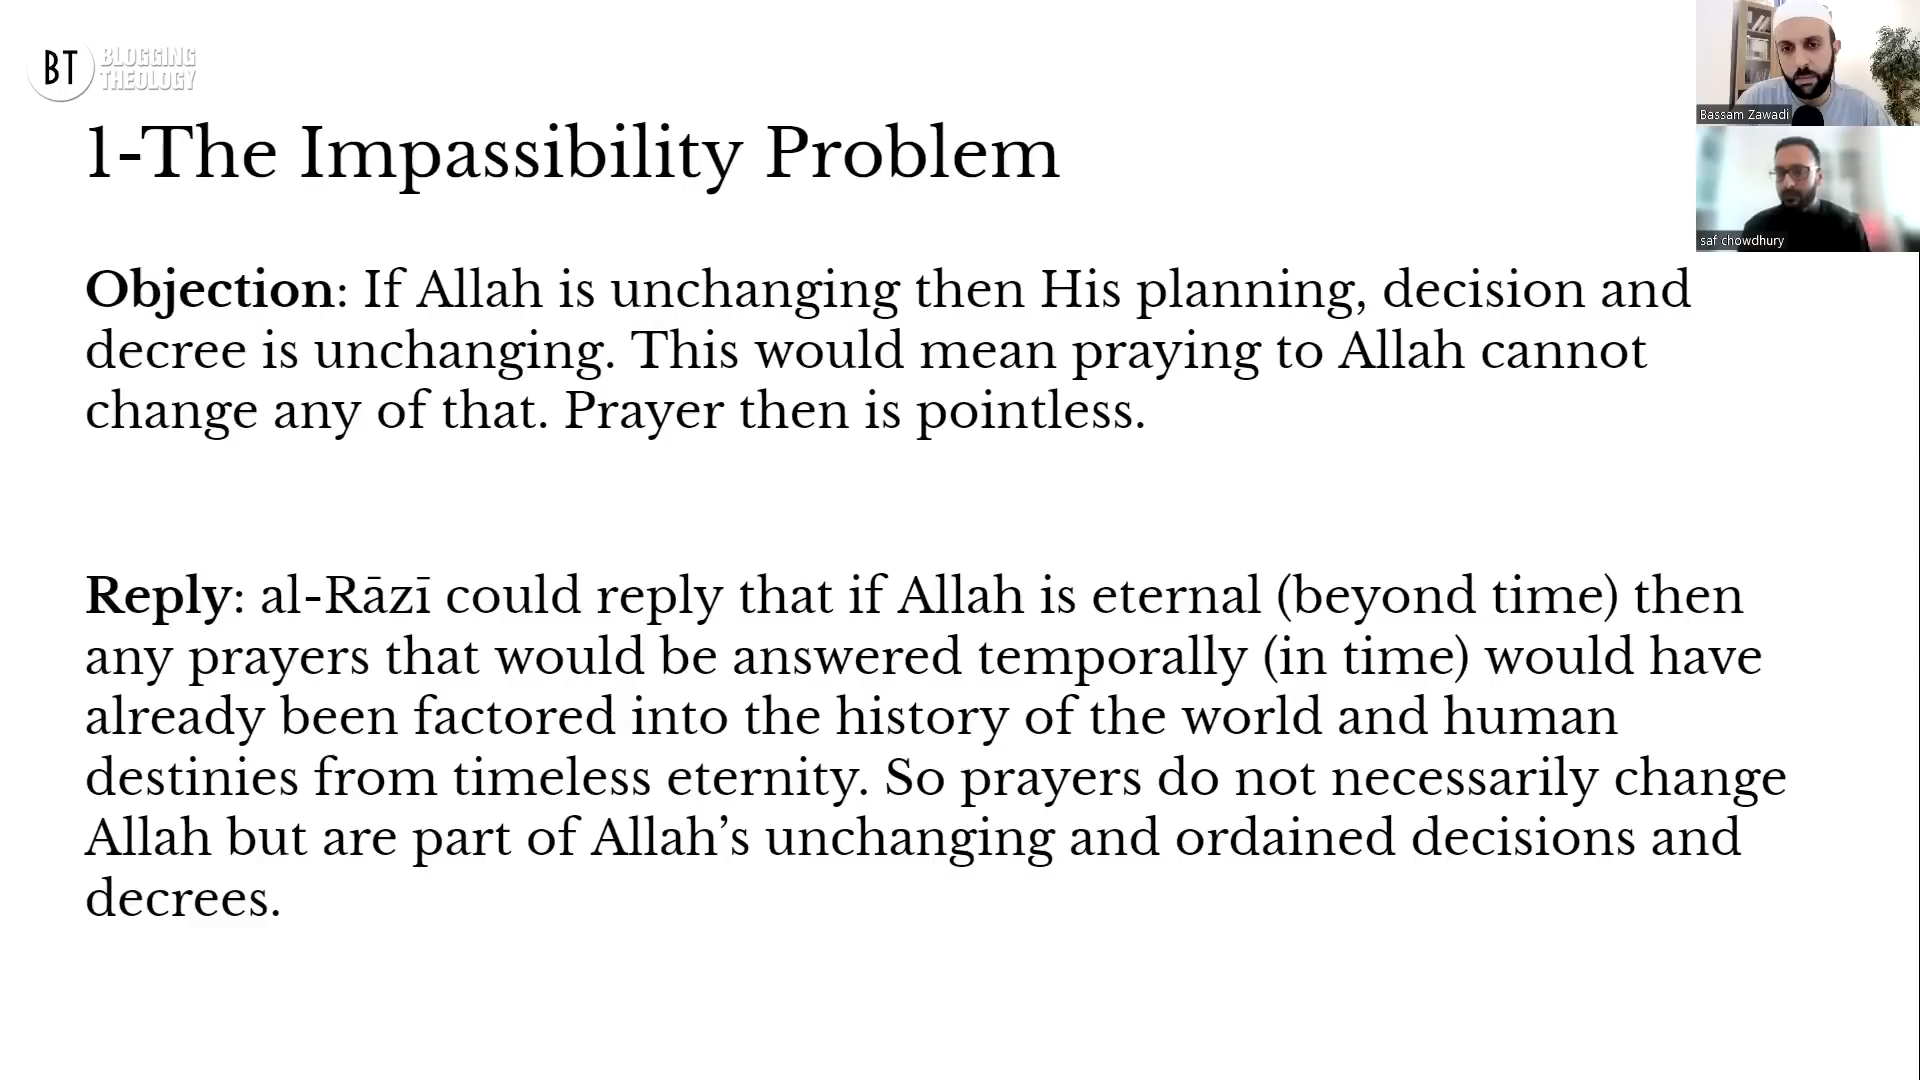 BT BLOGGING
THEOLOGY
Bassam Zawadi
saf chowdhury
1-The Impassibility Problem
Objection: If Allah is unchanging then His planning, decision and
decree is unchanging. This would mean praying to Allah cannot
change any of that. Prayer then is pointless.
Reply: al-Rāzī could reply that if Allah is eternal (beyond time) then
any prayers that would be answered temporally (in time) would have
already been factored into the history of the world and human
destinies from timeless eternity. So prayers do not necessarily change
Allah but are part of Allah’s unchanging and ordained decisions and
decrees.